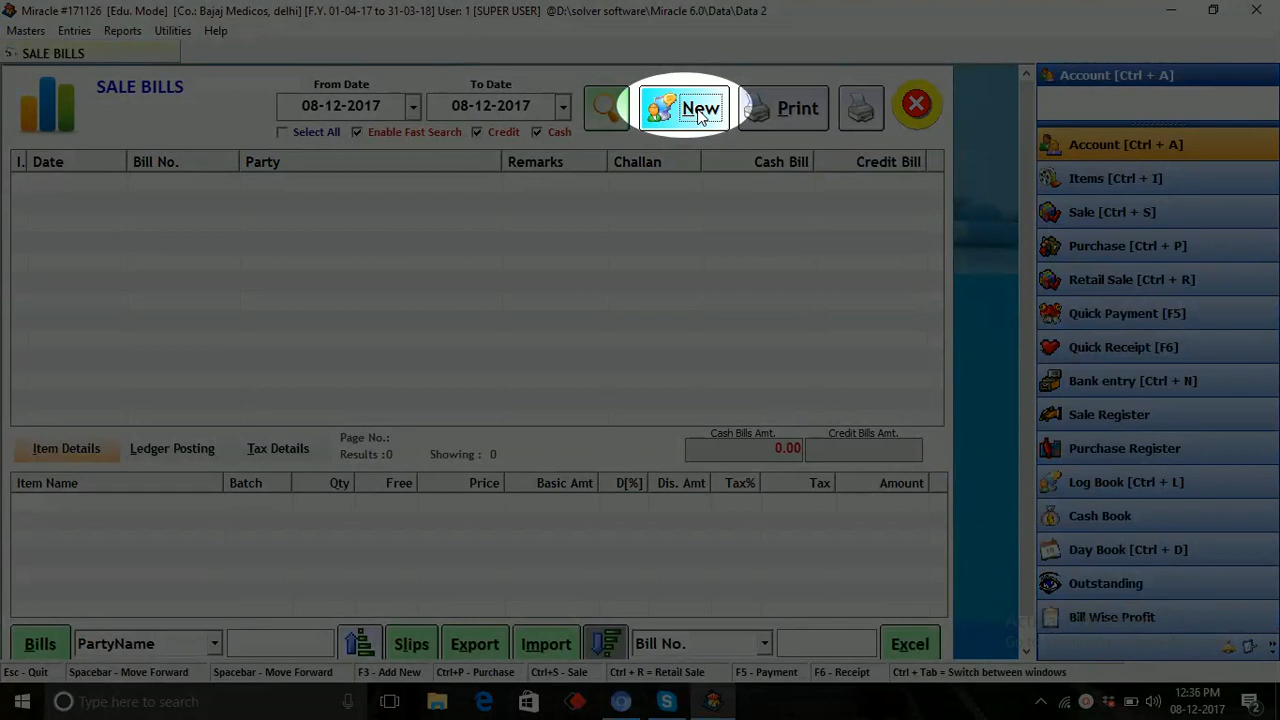 Miracle #171126 [Edu. Mode] [Co.: Bajaj Medicos, delhi] [F.Y. 01-04-17 to 31-03-18] User: 1 [SUPER USER] @D:\solver software\Miracle 6.0\Data\Data 2
Masters Entries Reports Utilities Help
SALE BILLS
Account [Ctrl + A]
SALE BILLS
From Date To Date
08-12-2017 08-12-2017 New Print
Select All Enable Fast Search Credit Cash
I. Date Bill No. Party Remarks Challan Cash Bill Credit Bill
Account [Ctrl + A]
Items [Ctrl + I]
Sale [Ctrl + S]
Purchase [Ctrl + P]
Retail Sale [Ctrl + R]
Quick Payment [F5]
Quick Receipt [F6]
Bank entry [Ctrl + N]
Sale Register
Purchase Register
Log Book [Ctrl + L]
Cash Book
Day Book [Ctrl + D]
Outstanding
Bill Wise Profit
Item Details Ledger Posting Tax Details
Page No.:
Results :0 Showing : 0
Cash Bills Amt. Credit Bills Amt.
0.00
Item Name Batch Qty Free Price Basic Amt D[%] Dis. Amt Tax% Tax Amount
Bills PartyName Slips Export Import Bill No. Excel
Esc - Quit Spacebar - Move Forward Spacebar - Move Forward F3 - Add New Ctrl+P - Purchase Ctrl+S - Sale Ctrl + R = Retail Sale F5 - Payment F6 - Receipt Ctrl + Tab = Switch between windows
Type here to search
12:36 PM
08-12-2017
2